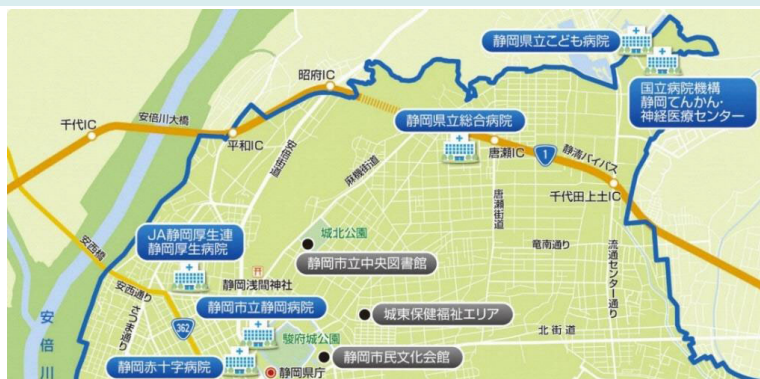 静岡県立こども病院
国立病院機構
静岡てんかん・
神経医療センター
昭府IC
安倍川大橋
千代IC
平和IC
安倍街道
麻機街道
静岡県立総合病院
唐瀬IC
1
静清バイパス
千代田上土IC
唐瀬街道
竜南通り
流通センター通り
城北公園
静岡市立中央図書館
JA静岡厚生連
静岡厚生病院
静岡浅間神社
安西橋
安西通り
さつま通り
静岡市立静岡病院
城東保健福祉エリア
362
北街道
駿府城公園
静岡市民文化会館
静岡赤十字病院
静岡県庁
安倍川